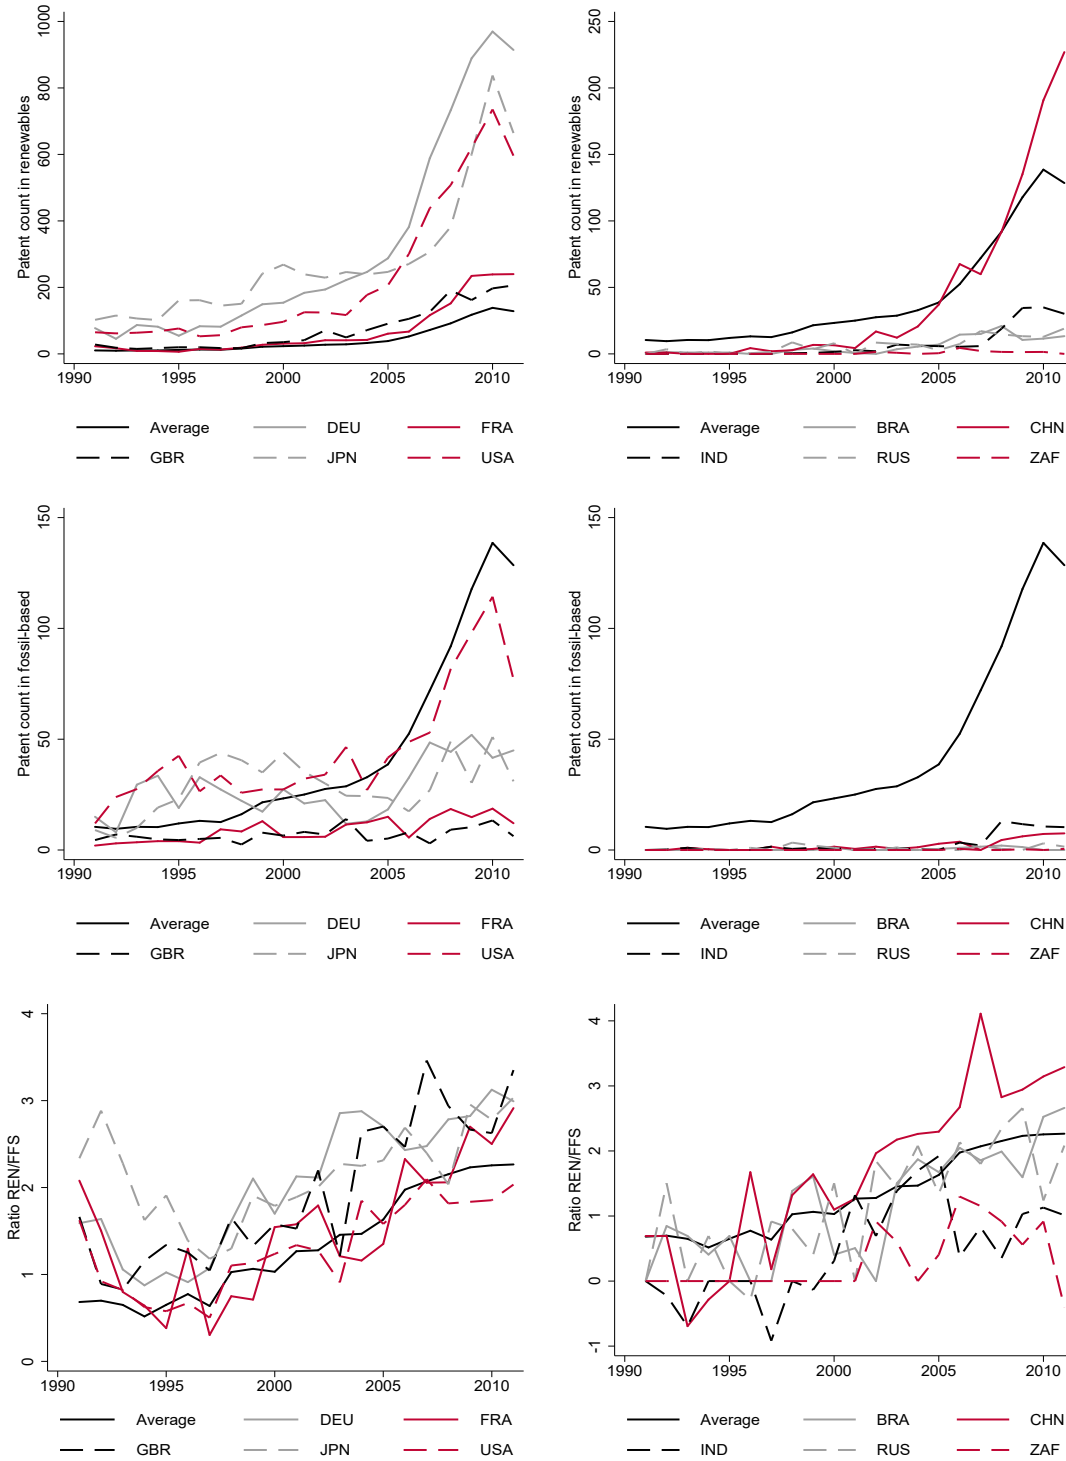 Patent count in renewables
1000
800
600
400
200
0
1990 1995 2000 2005 2010
Average DEU FRA
GBR JPN USA
Patent count in renewables
250
200
150
100
50
0
1990 1995 2000 2005 2010
Average BRA CHN
IND RUS ZAF
Patent count in fossil-based
150
100
50
0
1990 1995 2000 2005 2010
Average DEU FRA
GBR JPN USA
Patent count in fossil-based
150
100
50
0
1990 1995 2000 2005 2010
Average BRA CHN
IND RUS ZAF
Ratio REN/FFS
4
3
2
1
0
1990 1995 2000 2005 2010
Average DEU FRA
GBR JPN USA
Ratio REN/FFS
4
3
2
1
0
-1
1990 1995 2000 2005 2010
Average BRA CHN
IND RUS ZAF